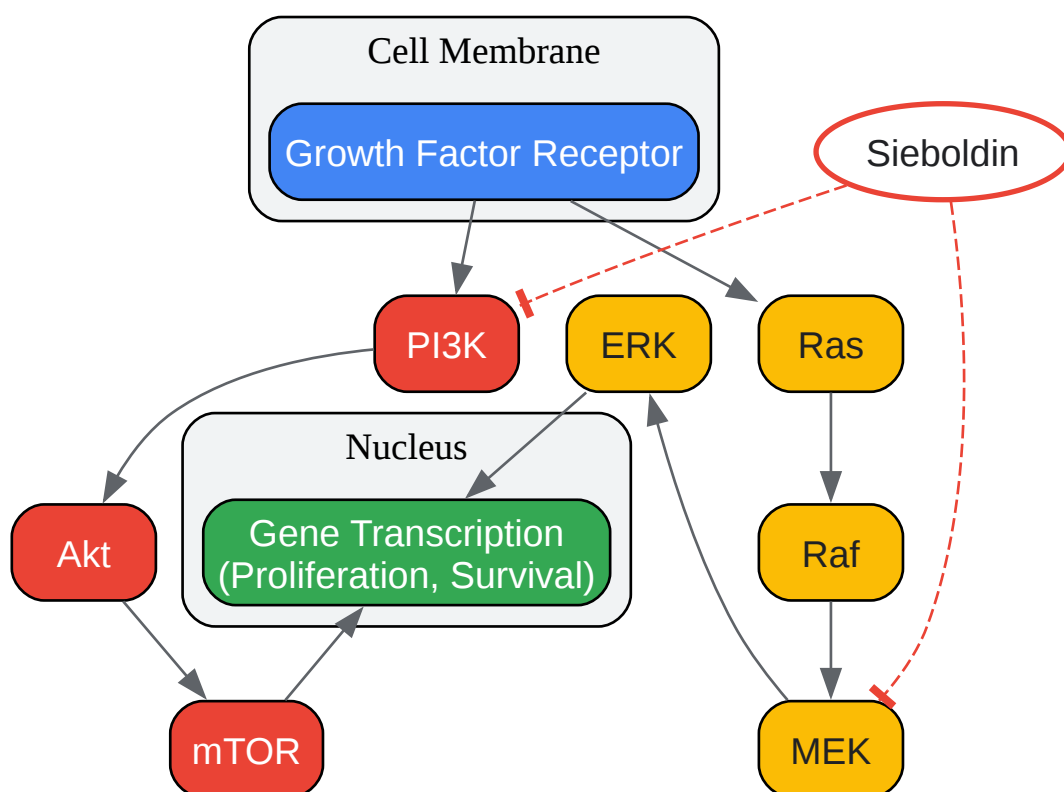 Cell Membrane
Growth Factor Receptor
Sieboldin
PI3K
ERK
Ras
Nucleus
Gene Transcription
(Proliferation, Survival)
Akt
Raf
mTOR
MEK